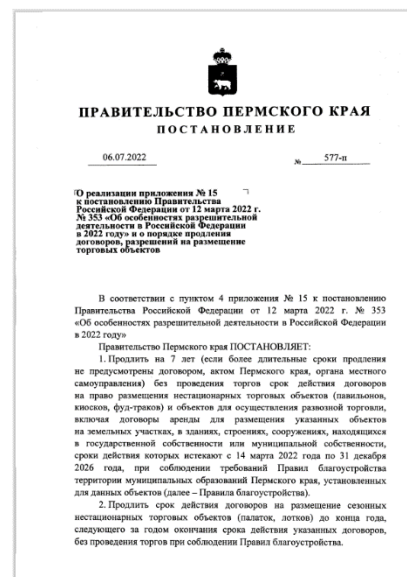 ПРАВИТЕЛЬСТВО ПЕРМСКОГО КРАЯ
ПОСТАНОВЛЕНИЕ
06.07.2022 № 577-п
О реализации приложения № 15
к постановлению Правительства
Российской Федерации от 12 марта 2022 г.
№ 353 «Об особенностях разрешительной
деятельности в Российской Федерации
в 2022 году» и о порядке продления
договоров, разрешений на размещение
торговых объектов
В соответствии с пунктом 4 приложения № 15 к постановлению
Правительства Российской Федерации от 12 марта 2022 г. № 353
«Об особенностях разрешительной деятельности в Российской Федерации
в 2022 году»
Правительство Пермского края ПОСТАНОВЛЯЕТ:
1. Продлить на 7 лет (если более длительные сроки продления
не предусмотрены договором, актом Пермского края, органа местного
самоуправления) без проведения торгов срок действия договоров
на право размещения нестационарных торговых объектов (павильонов,
киосков, фуд-траков) и объектов для осуществления развозной торговли,
включая договоры аренды для размещения указанных объектов
на земельных участках, в зданиях, строениях, сооружениях, находящихся
в государственной собственности или муниципальной собственности,
сроки действия которых истекают с 14 марта 2022 года по 31 декабря
2026 года, при соблюдении требований Правил благоустройства
территории муниципальных образований Пермского края, установленных
для данных объектов (далее – Правила благоустройства).
2. Продлить срок действия договоров на размещение сезонных
нестационарных торговых объектов (палаток, лотков) до конца года,
следующего за годом окончания срока действия указанных договоров,
без проведения торгов при соблюдении Правил благоустройства.